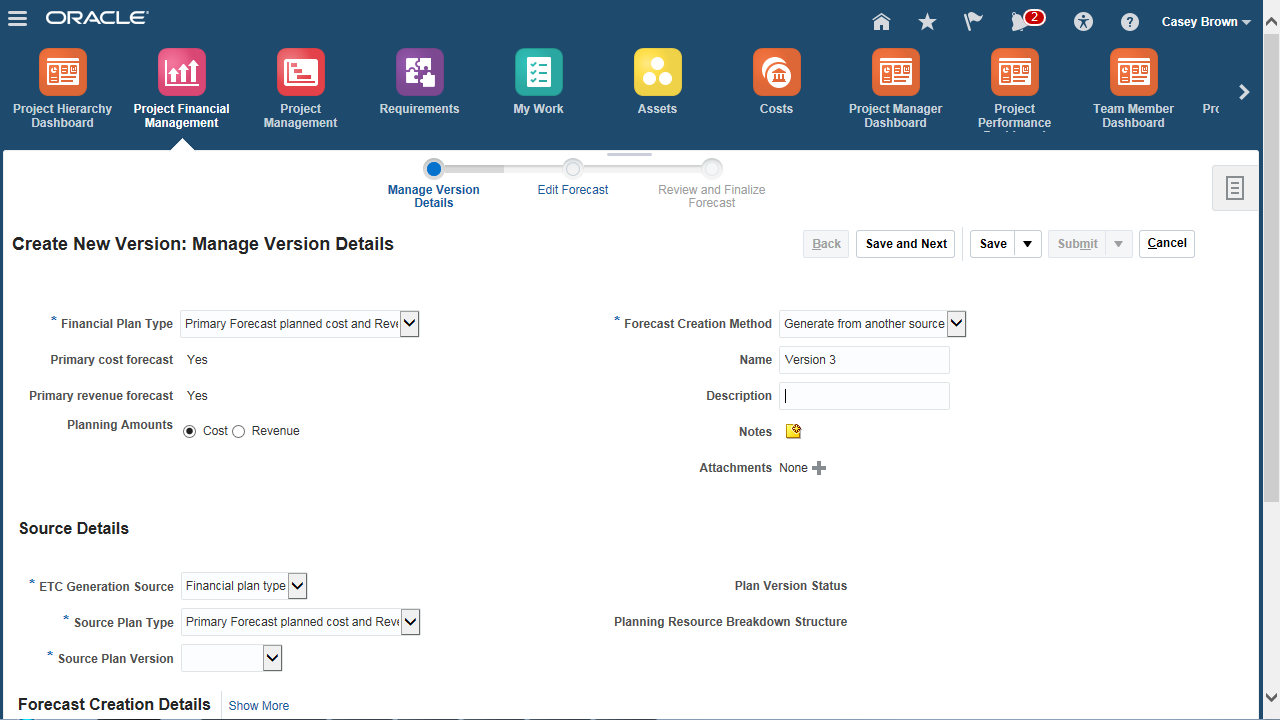 ORACLE
2
Casey Brown
Project Hierarchy
Dashboard
Project Financial
Management
Project
Management
Requirements
My Work
Assets
Costs
Project Manager
Dashboard
Project
Performance
Team Member
Dashboard
Pro
Manage Version
Details
Edit Forecast
Review and Finalize
Forecast
Create New Version: Manage Version Details
Back
Save and Next
Save
Submit
Cancel
* Financial Plan Type Primary Forecast planned cost and Reve
* Forecast Creation Method Generate from another source
Primary cost forecast Yes
Name Version 3
Primary revenue forecast Yes
Description
Planning Amounts Cost Revenue
Notes
Attachments None
Source Details
* ETC Generation Source Financial plan type
Plan Version Status
* Source Plan Type Primary Forecast planned cost and Reve
Planning Resource Breakdown Structure
* Source Plan Version
Forecast Creation Details Show More